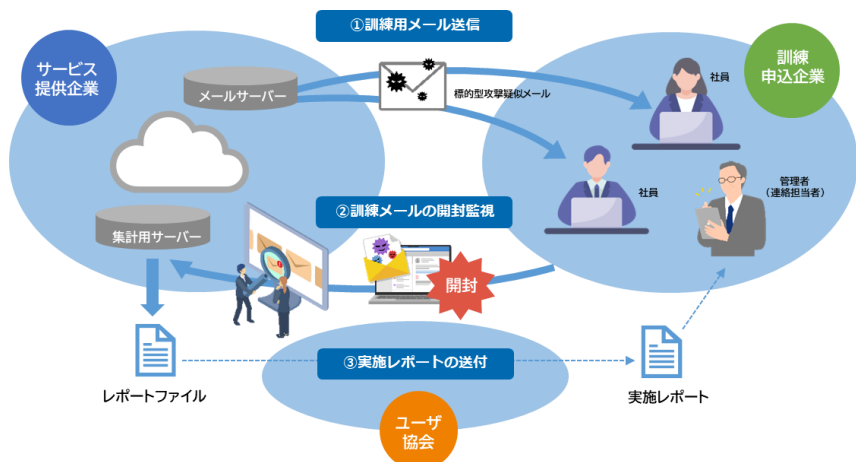 ①訓練用メール送信
サービス
提供企業
訓練
申込企業
メールサーバー
標的型攻撃疑似メール
社員
社員
管理者
（連絡担当者）
②訓練メールの開封監視
集計用サーバー
開封
③実施レポートの送付
レポートファイル
実施レポート
ユーザ
協会